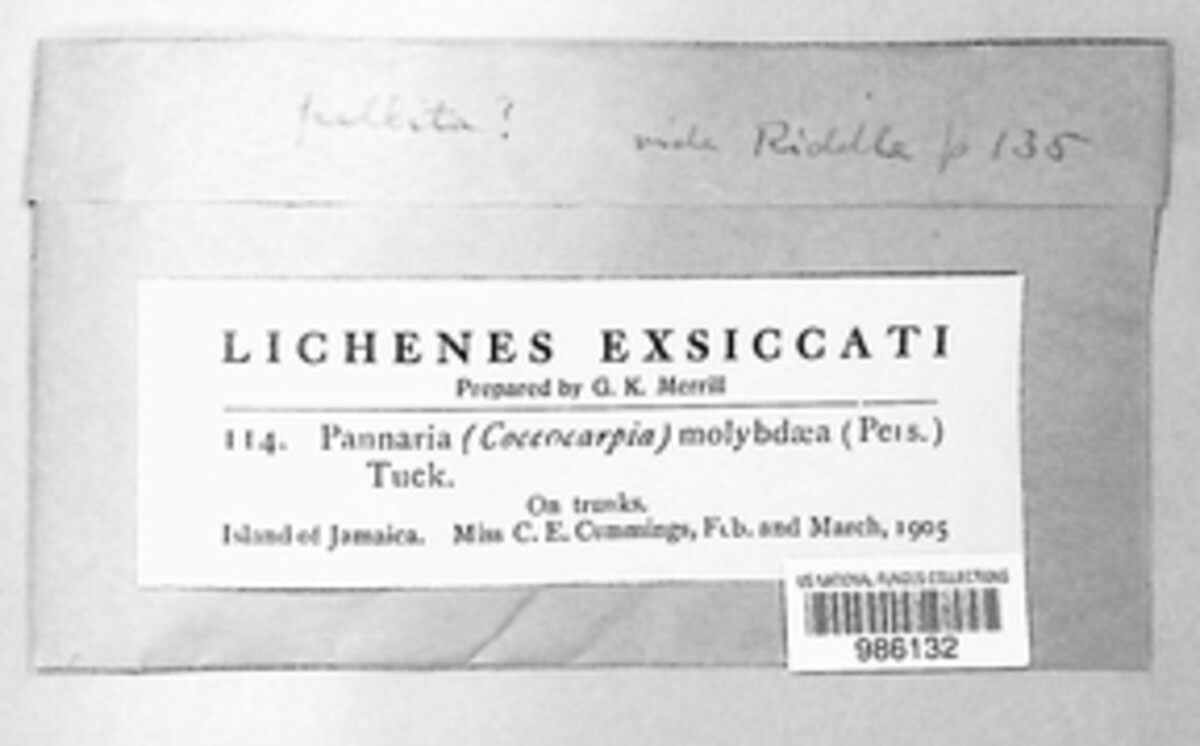 pellita? vide Riddle p 135
LICHENES EXSICCATI
Prepared by G. K. Merrill
114. Pannaria (Coccocarpia) molybdæa (Pers.)
Tuck.
On trunks.
Island of Jamaica. Miss C. E. Cummings, Feb. and March, 1905
US NATIONAL FUNGUS COLLECTIONS
986132